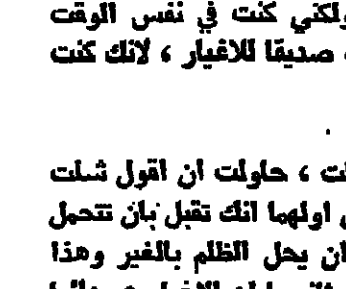 ولكني كنت في نفس الوقت
صديقا للاغيار ، لانك كنت
.
ت ، حاولت ان اقول شلت
اولهما انك تقبل بان تتحمل
ان يحل الظلم بالغير وهذا